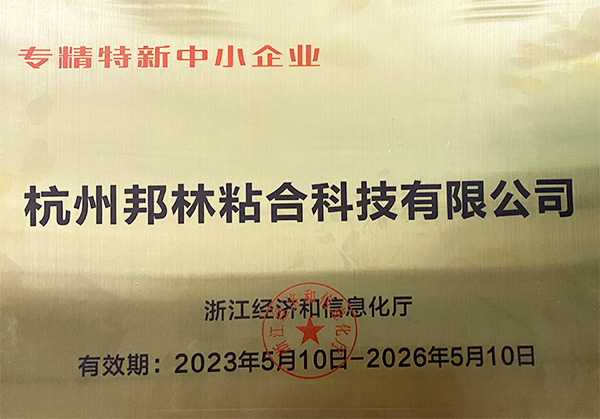 专精特新中小企业
杭州邦林粘合科技有限公司
浙江经济和信息化厅
有效期：2023年5月10日-2026年5月10日